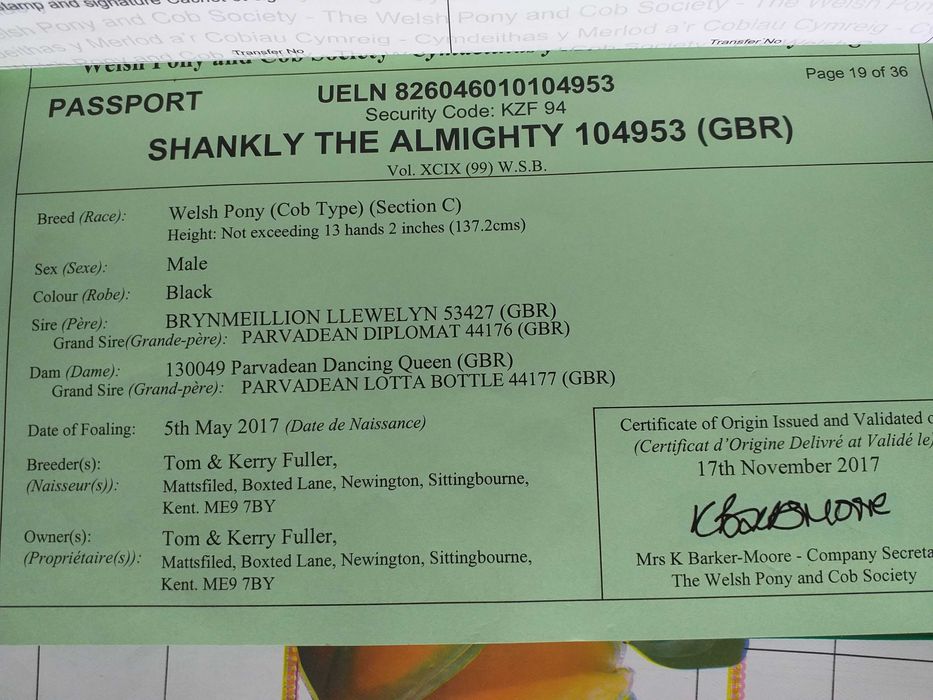 stamp and signature
Pony and Cob Society - The Welsh Pony and Cob Society - The Welsh Pony
Cymdeithas y Merlod a'r Cobiau Cymreig - Cymdeithas y Merlod a'r Cobiau Cymreig
Transfer No
Transfer No
Welsh Pony and Cob Society
Page 19 of 36
PASSPORT
UELN 826046010104953
Security Code: KZF 94
SHANKLY THE ALMIGHTY 104953 (GBR)
Vol. XCIX (99) W.S.B.
Breed (Race): Welsh Pony (Cob Type) (Section C)
Height: Not exceeding 13 hands 2 inches (137.2cms)
Sex (Sexe): Male
Colour (Robe): Black
Sire (Père): BRYNMEILLION LLEWELYN 53427 (GBR)
Grand Sire(Grande-père): PARVADEAN DIPLOMAT 44176 (GBR)
Dam (Dame): 130049 Parvadean Dancing Queen (GBR)
Grand Sire (Grand-père): PARVADEAN LOTTA BOTTLE 44177 (GBR)
Date of Foaling: 5th May 2017 (Date de Naissance)
Breeder(s): Tom & Kerry Fuller,
(Naisseur(s)): Mattsfiled, Boxted Lane, Newington, Sittingbourne,
Kent. ME9 7BY
Owner(s): Tom & Kerry Fuller,
(Propriétaire(s)): Mattsfiled, Boxted Lane, Newington, Sittingbourne,
Kent. ME9 7BY
Certificate of Origin Issued and Validated
(Certificat d'Origine Delivré at Validé le)
17th November 2017
K Barker-Moore
Mrs K Barker-Moore - Company Secreta
The Welsh Pony and Cob Society